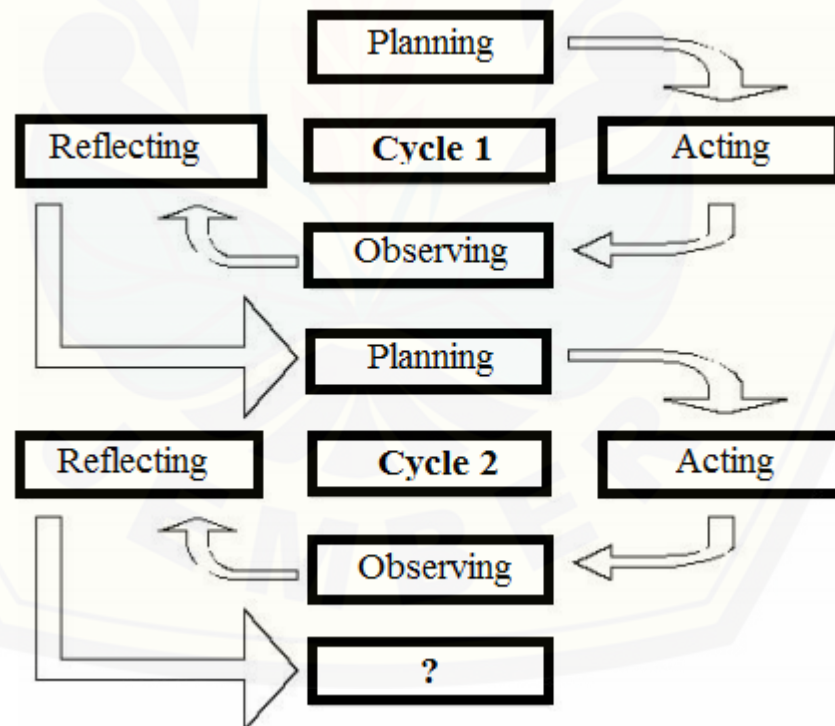 Planning
Reflecting
Cycle 1
Acting
Observing
Planning
Reflecting
Cycle 2
Acting
Observing
?